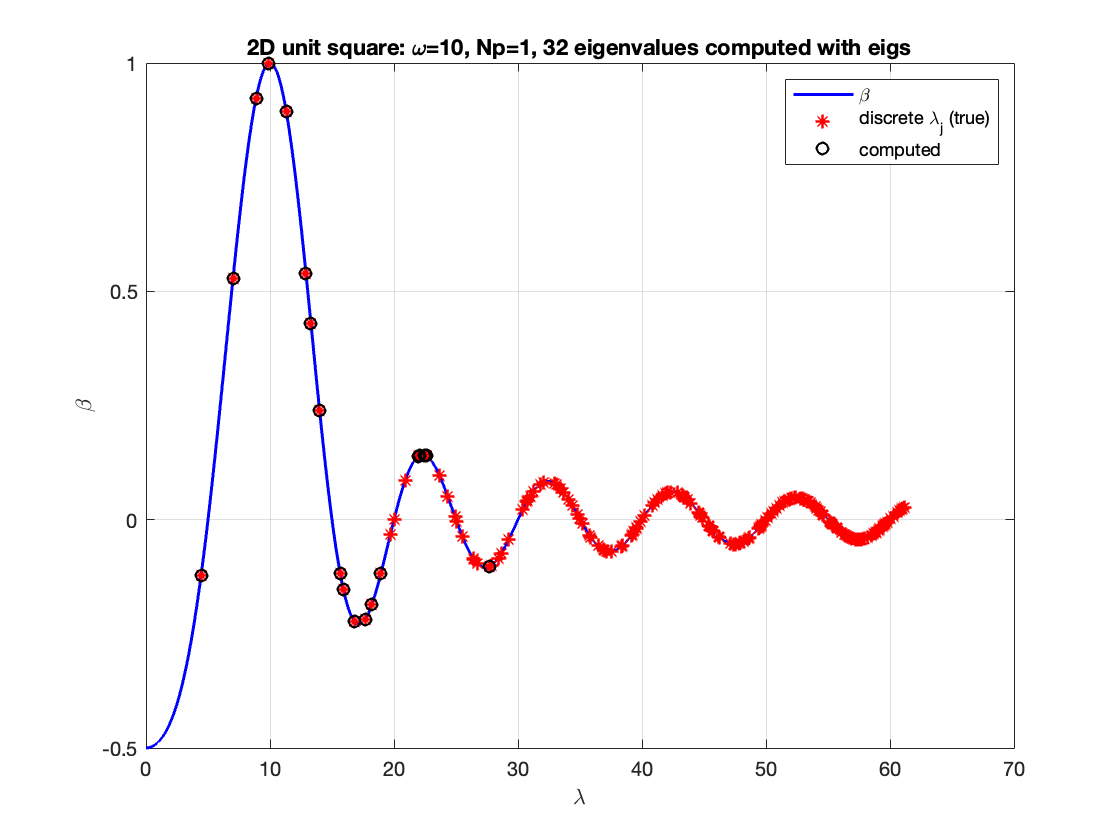 2D unit square: ω=10, Np=1, 32 eigenvalues computed with eigs
β
discrete λj (true)
computed
1
0.5
0
-0.5
β
0 10 20 30 40 50 60 70
λ